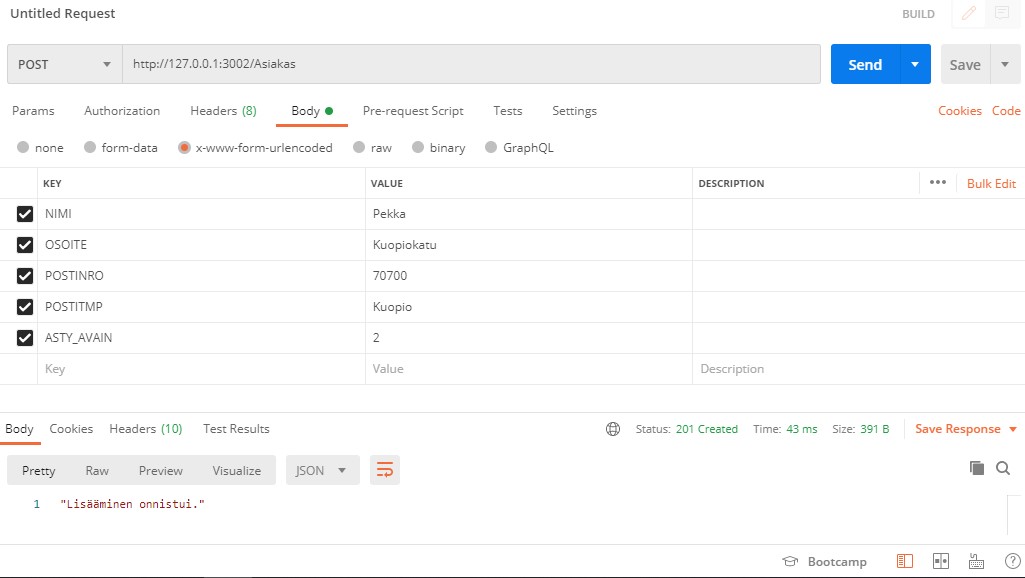 Untitled Request BUILD
POST http://127.0.0.1:3002/Asiakas Send Save
Params Authorization Headers (8) Body Pre-request Script Tests Settings Cookies Code
none form-data x-www-form-urlencoded raw binary GraphQL
KEY VALUE DESCRIPTION ••• Bulk Edit
NIMI Pekka
OSOITE Kuopiokatu
POSTINRO 70700
POSTITMP Kuopio
ASTY_AVAIN 2
Key Value Description
Body Cookies Headers (10) Test Results Status: 201 Created Time: 43 ms Size: 391 B Save Response
Pretty Raw Preview Visualize JSON
1 "Lisääminen onnistui."
Bootcamp ?